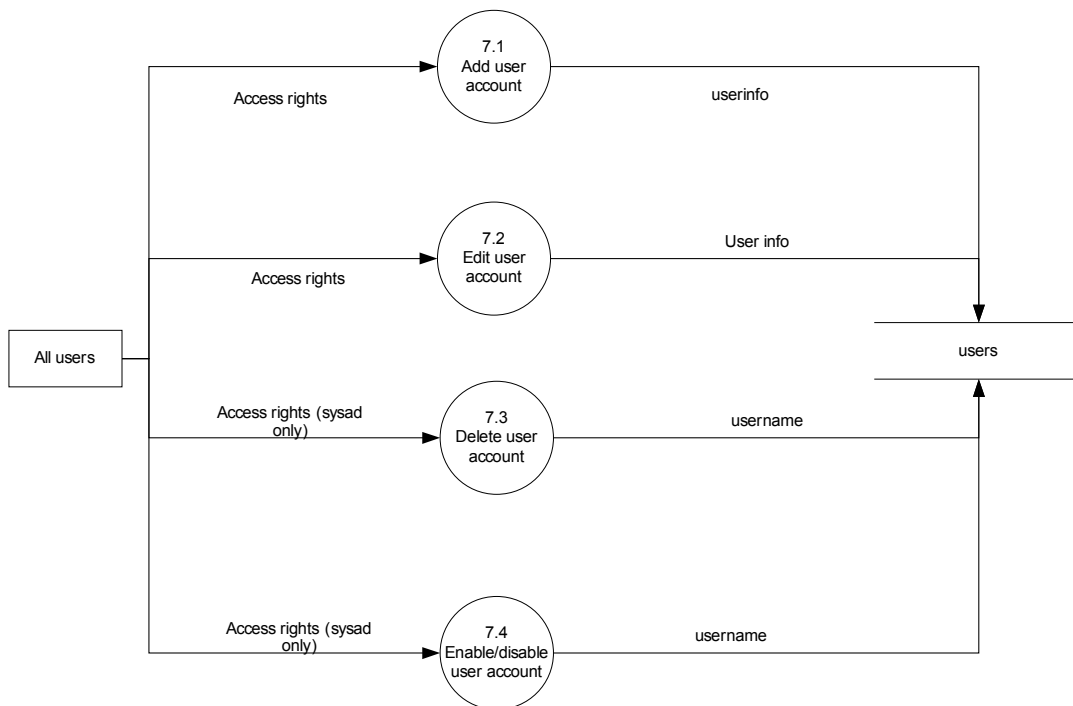 7.1
Add user
account
Access rights
userinfo
7.2
Edit user
account
User info
Access rights
All users
users
Access rights (sysad
only)
7.3
Delete user
account
username
Access rights (sysad
only)
7.4
Enable/disable
user account
username